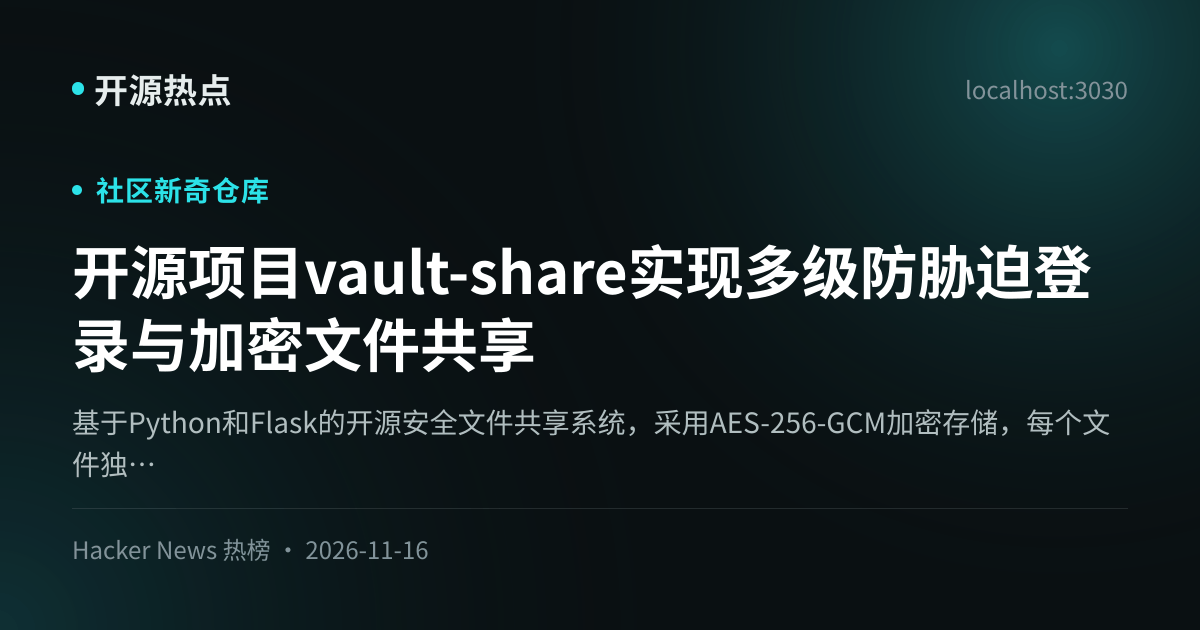 开源热点
localhost:3030
社区新奇仓库
开源项目vault-share实现多级防胁迫登
录与加密文件共享
基于Python和Flask的开源安全文件共享系统，采用AES-256-GCM加密存储，每个文
件独…
Hacker News 热榜 · 2026-11-16